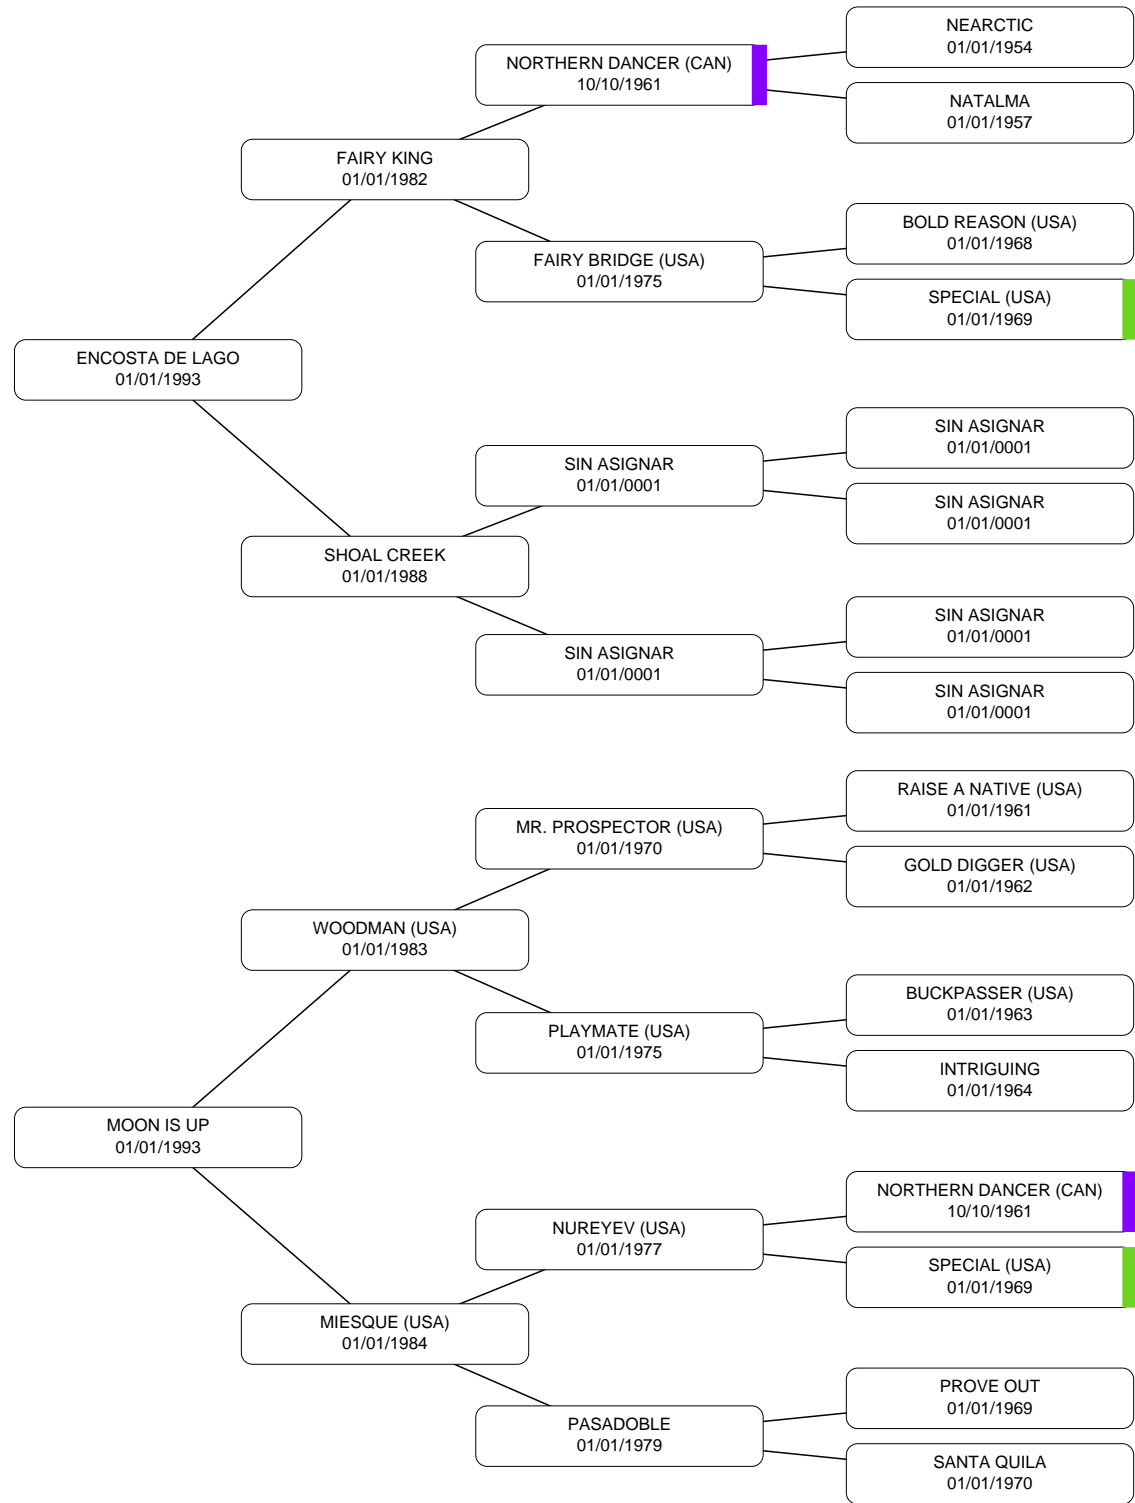 NEARCTIC
01/01/1954
NORTHERN DANCER (CAN)
10/10/1961
NATALMA
01/01/1957
FAIRY KING
01/01/1982
BOLD REASON (USA)
01/01/1968
FAIRY BRIDGE (USA)
01/01/1975
SPECIAL (USA)
01/01/1969
ENCOSTA DE LAGO
01/01/1993
SIN ASIGNAR
01/01/0001
SIN ASIGNAR
01/01/0001
SIN ASIGNAR
01/01/0001
SHOAL CREEK
01/01/1988
SIN ASIGNAR
01/01/0001
SIN ASIGNAR
01/01/0001
SIN ASIGNAR
01/01/0001
RAISE A NATIVE (USA)
01/01/1961
MR. PROSPECTOR (USA)
01/01/1970
GOLD DIGGER (USA)
01/01/1962
WOODMAN (USA)
01/01/1983
BUCKPASSER (USA)
01/01/1963
PLAYMATE (USA)
01/01/1975
INTRIGUING
01/01/1964
MOON IS UP
01/01/1993
NORTHERN DANCER (CAN)
10/10/1961
NUREYEV (USA)
01/01/1977
SPECIAL (USA)
01/01/1969
MIESQUE (USA)
01/01/1984
PROVE OUT
01/01/1969
PASADOBLE
01/01/1979
SANTA QUILA
01/01/1970